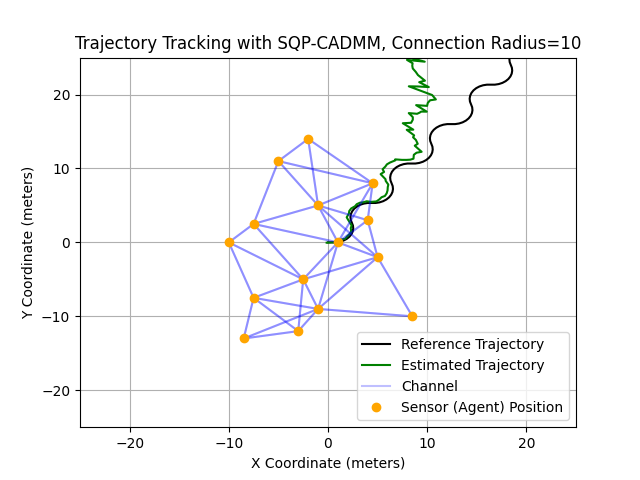 Trajectory Tracking with SQP-CADMM, Connection Radius=10
Y Coordinate (meters)
20
10
0
−10
−20
Reference Trajectory
Estimated Trajectory
Channel
Sensor (Agent) Position
−20
−10
0
10
20
X Coordinate (meters)